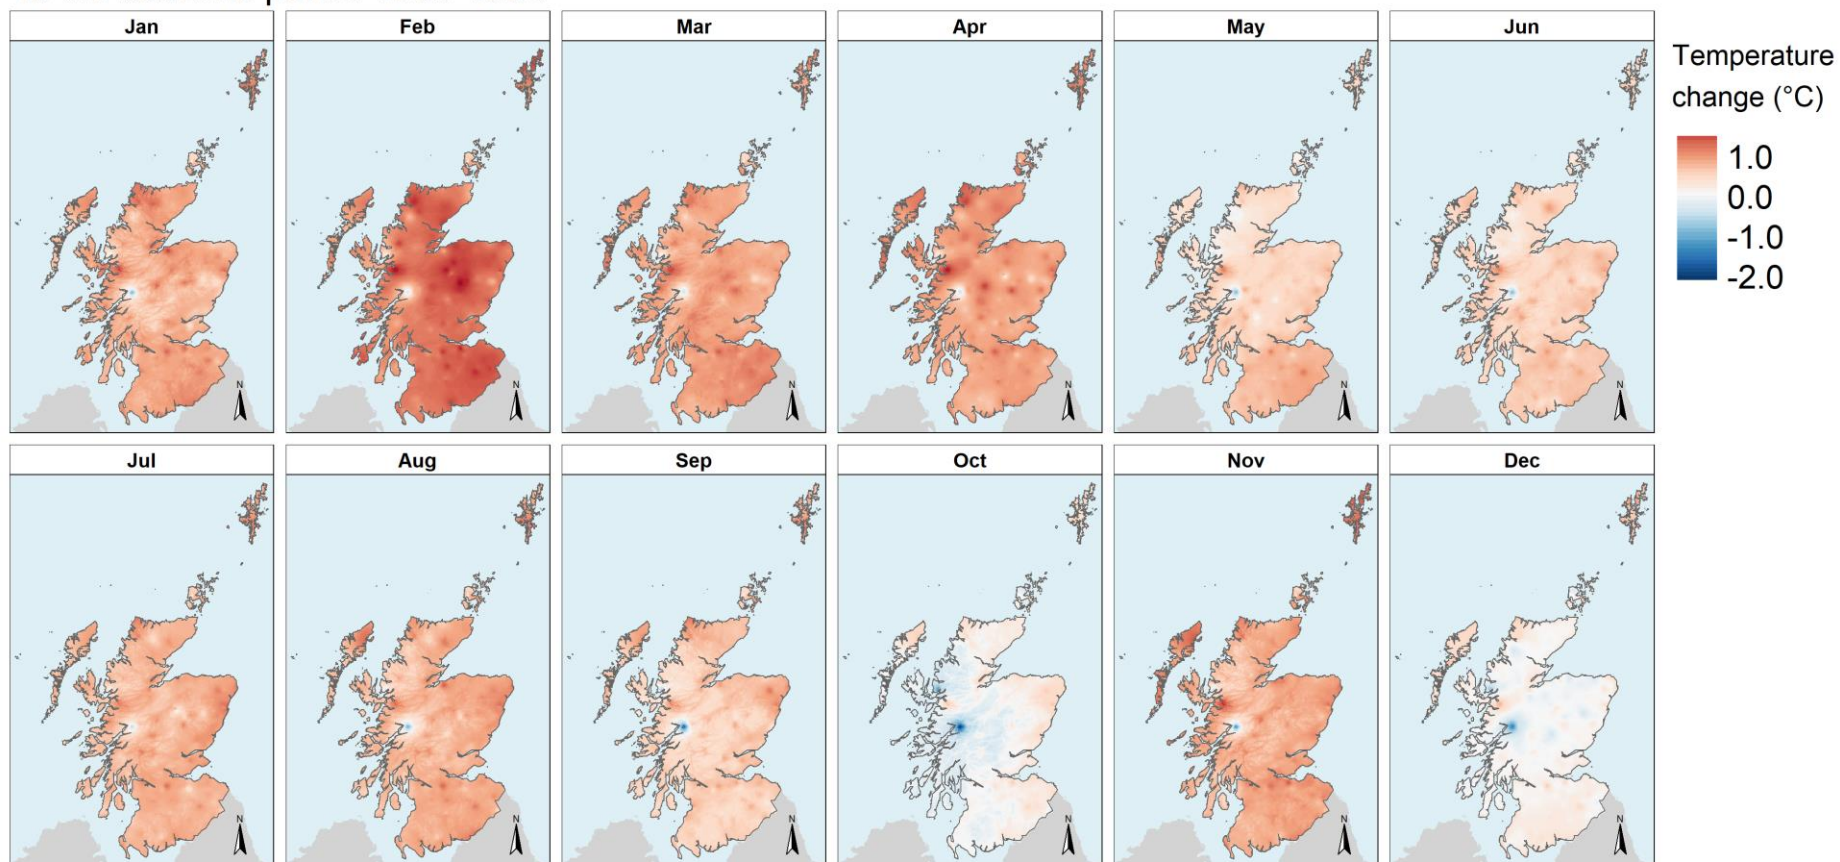 Jan Feb Mar Apr May Jun
Temperature
change (°C)
1.0
0.0
-1.0
-2.0
N N N N N N
Jul Aug Sep Oct Nov Dec
N N N N N N